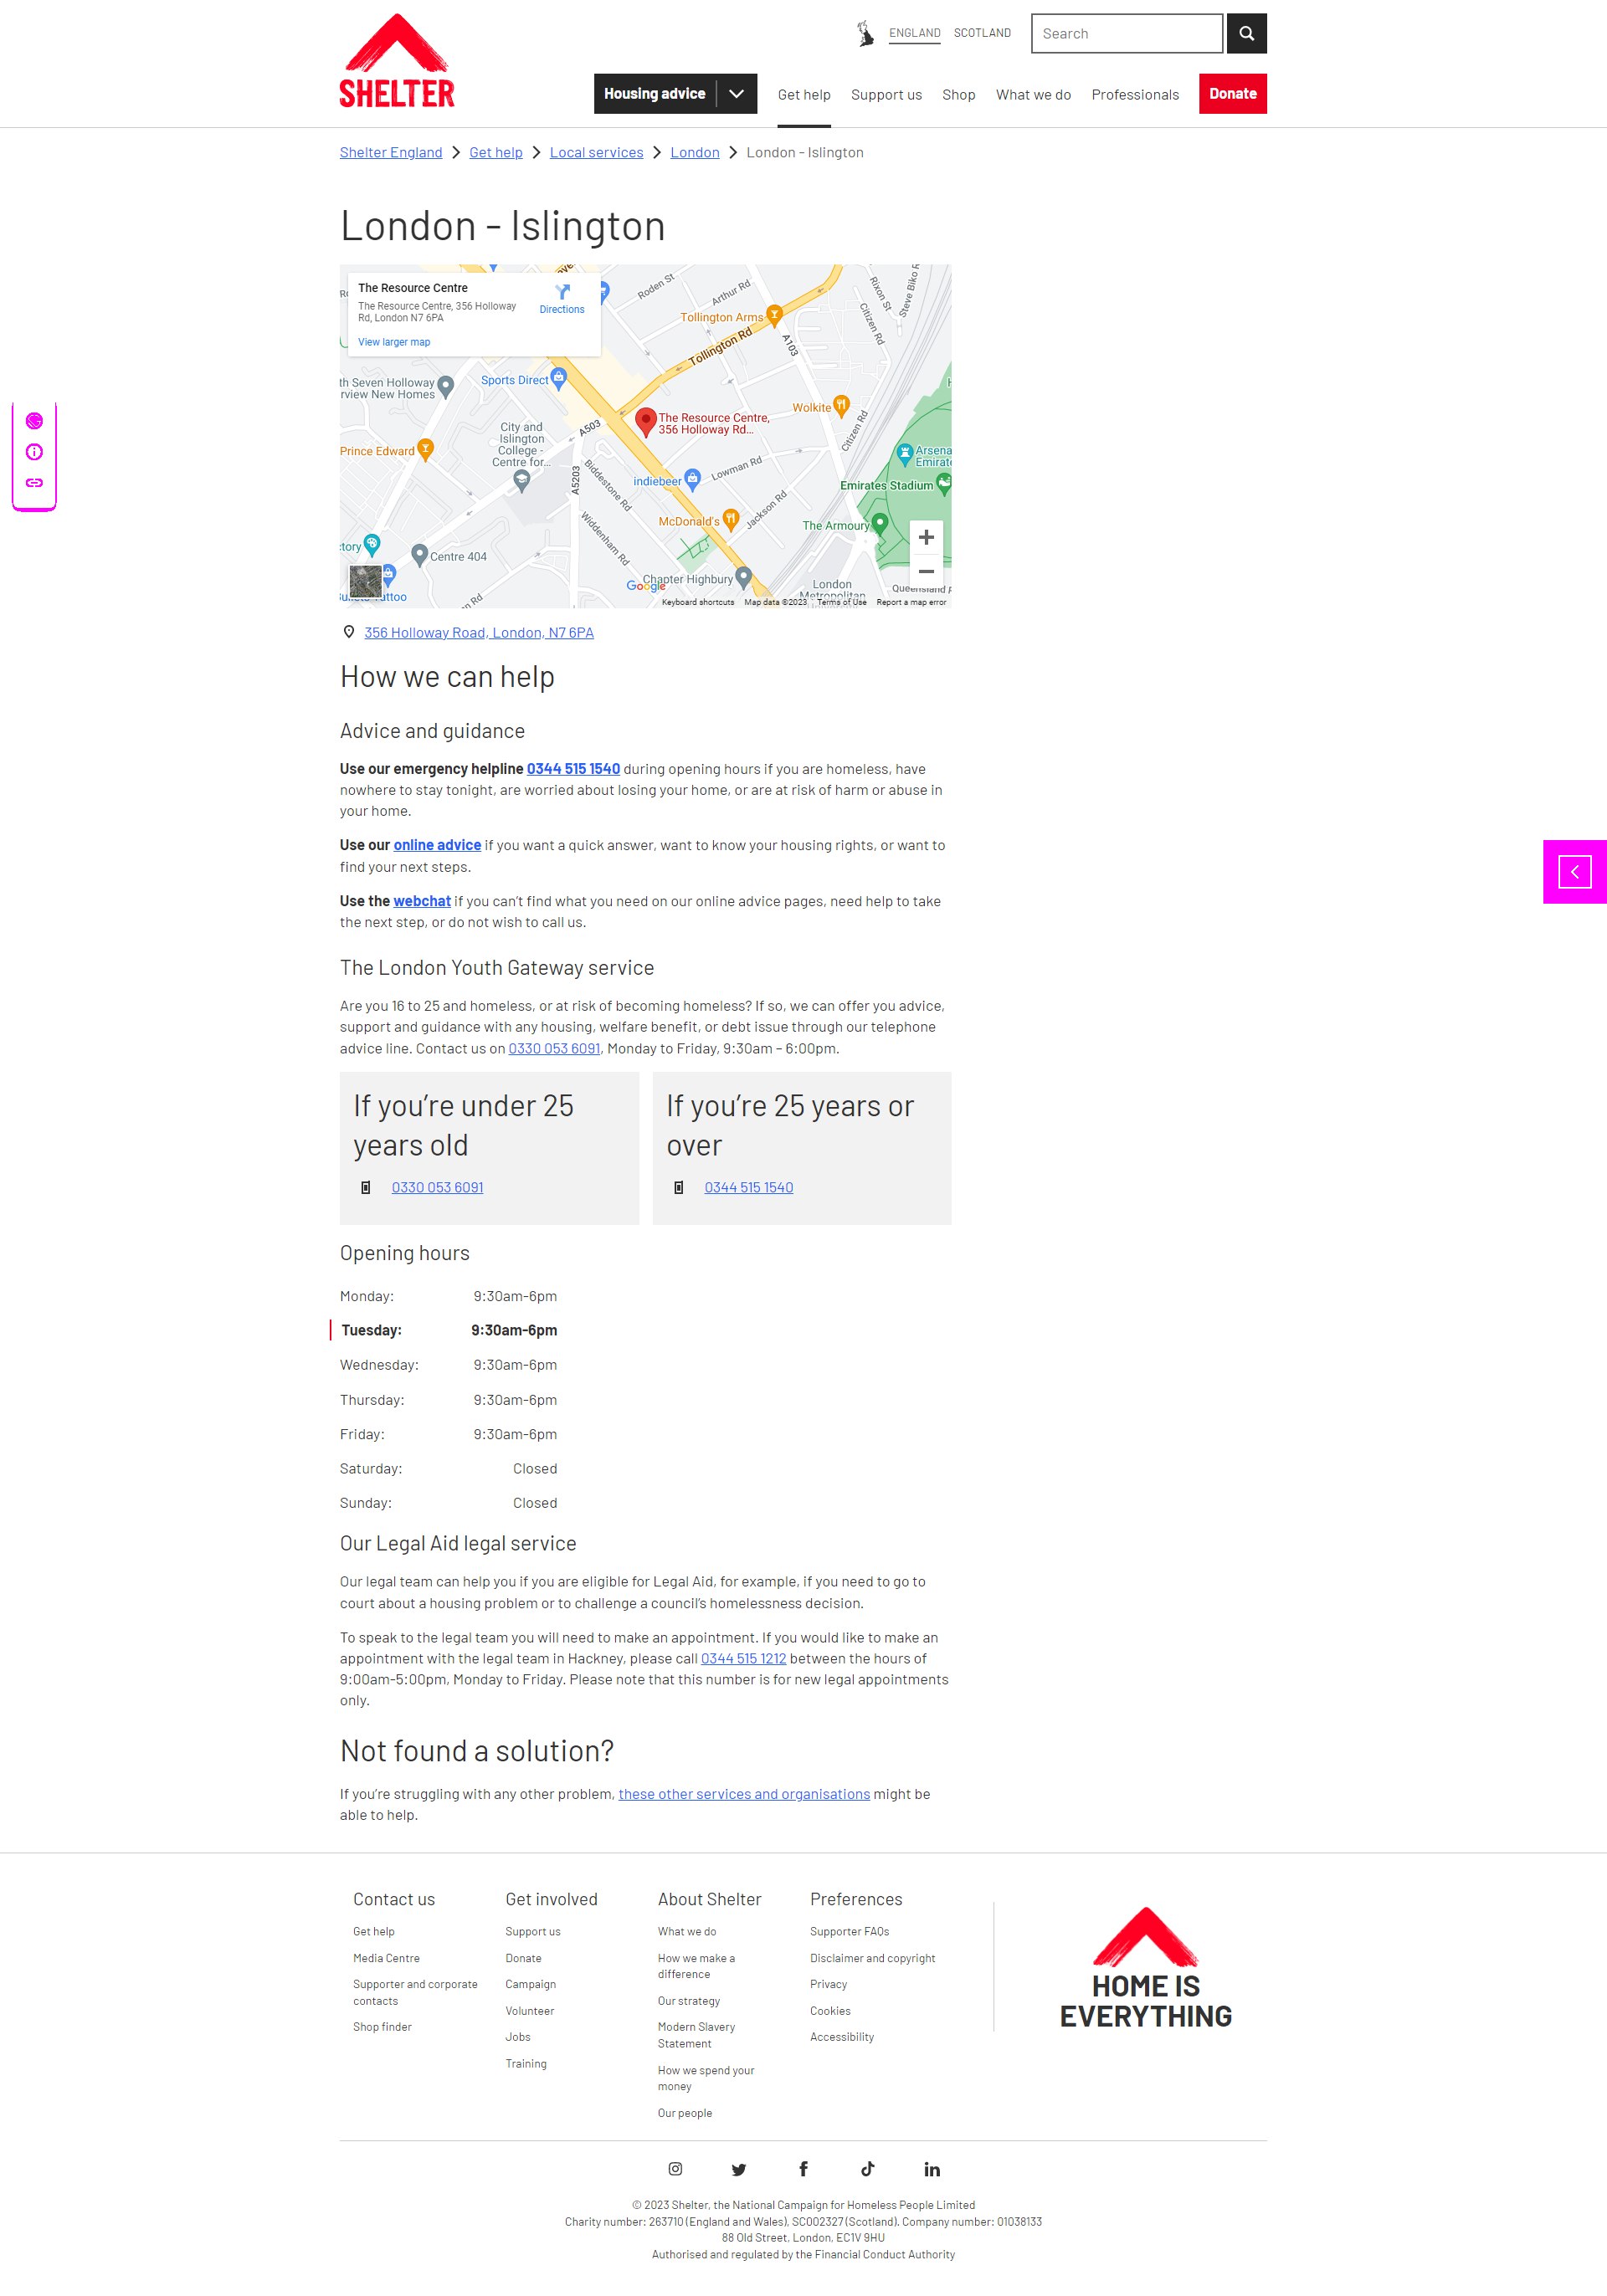 SHELTER
ENGLAND
SCOTLAND
Search
Housing advice
Get help
Support us
Shop
What we do
Professionals
Donate
Shelter England
Get help
Local services
London
London - Islington
London - Islington
The Resource Centre
The Resource Centre, 356 Holloway
Rd, London N7 6PA
Directions
View larger map
Roden St
Arthur Rd
Rixon St
Steve Biko R
Citizen Rd
Tollington Arms
Tollington Rd
A103
th Seven Holloway
rview New Homes
Sports Direct
Wolkite
The Resource Centre,
356 Holloway Rd...
City and
Islington
College -
Centre for...
A503
Citizen Rd
Prince Edward
Arsena
Emirate
Biddestone Rd
A5203
Lowman Rd
indiebeer
Emirates Stadium
McDonald's
Jackson Rd
The Armoury
Widdenham Rd
ctory
Centre 404
Chapter Highbury
London
Metropolitan
Google
Keyboard shortcuts
Map data ©2023
Terms of Use
Report a map error
356 Holloway Road, London, N7 6PA
How we can help
Advice and guidance
Use our emergency helpline 0344 515 1540 during opening hours if you are homeless, have
nowhere to stay tonight, are worried about losing your home, or are at risk of harm or abuse in
your home.
Use our online advice if you want a quick answer, want to know your housing rights, or want to
find your next steps.
Use the webchat if you can't find what you need on our online advice pages, need help to take
the next step, or do not wish to call us.
The London Youth Gateway service
Are you 16 to 25 and homeless, or at risk of becoming homeless? If so, we can offer you advice,
support and guidance with any housing, welfare benefit, or debt issue through our telephone
advice line. Contact us on 0330 053 6091, Monday to Friday, 9:30am – 6:00pm.
If you're under 25
years old
0330 053 6091
If you're 25 years or
over
0344 515 1540
Opening hours
Monday: 9:30am-6pm
Tuesday: 9:30am-6pm
Wednesday: 9:30am-6pm
Thursday: 9:30am-6pm
Friday: 9:30am-6pm
Saturday: Closed
Sunday: Closed
Our Legal Aid legal service
Our legal team can help you if you are eligible for Legal Aid, for example, if you need to go to
court about a housing problem or to challenge a council's homelessness decision.
To speak to the legal team you will need to make an appointment. If you would like to make an
appointment with the legal team in Hackney, please call 0344 515 1212 between the hours of
9:00am-5:00pm, Monday to Friday. Please note that this number is for new legal appointments
only.
Not found a solution?
If you're struggling with any other problem, these other services and organisations might be
able to help.
Contact us
Get help
Media Centre
Supporter and corporate
contacts
Shop finder
Get involved
Support us
Donate
Campaign
Volunteer
Jobs
Training
About Shelter
What we do
How we make a
difference
Our strategy
Modern Slavery
Statement
How we spend your
money
Our people
Preferences
Supporter FAQs
Disclaimer and copyright
Privacy
Cookies
Accessibility
HOME IS
EVERYTHING
© 2023 Shelter, the National Campaign for Homeless People Limited
Charity number: 263710 (England and Wales), SC002327 (Scotland). Company number: 01038133
88 Old Street, London, EC1V 9HU
Authorised and regulated by the Financial Conduct Authority